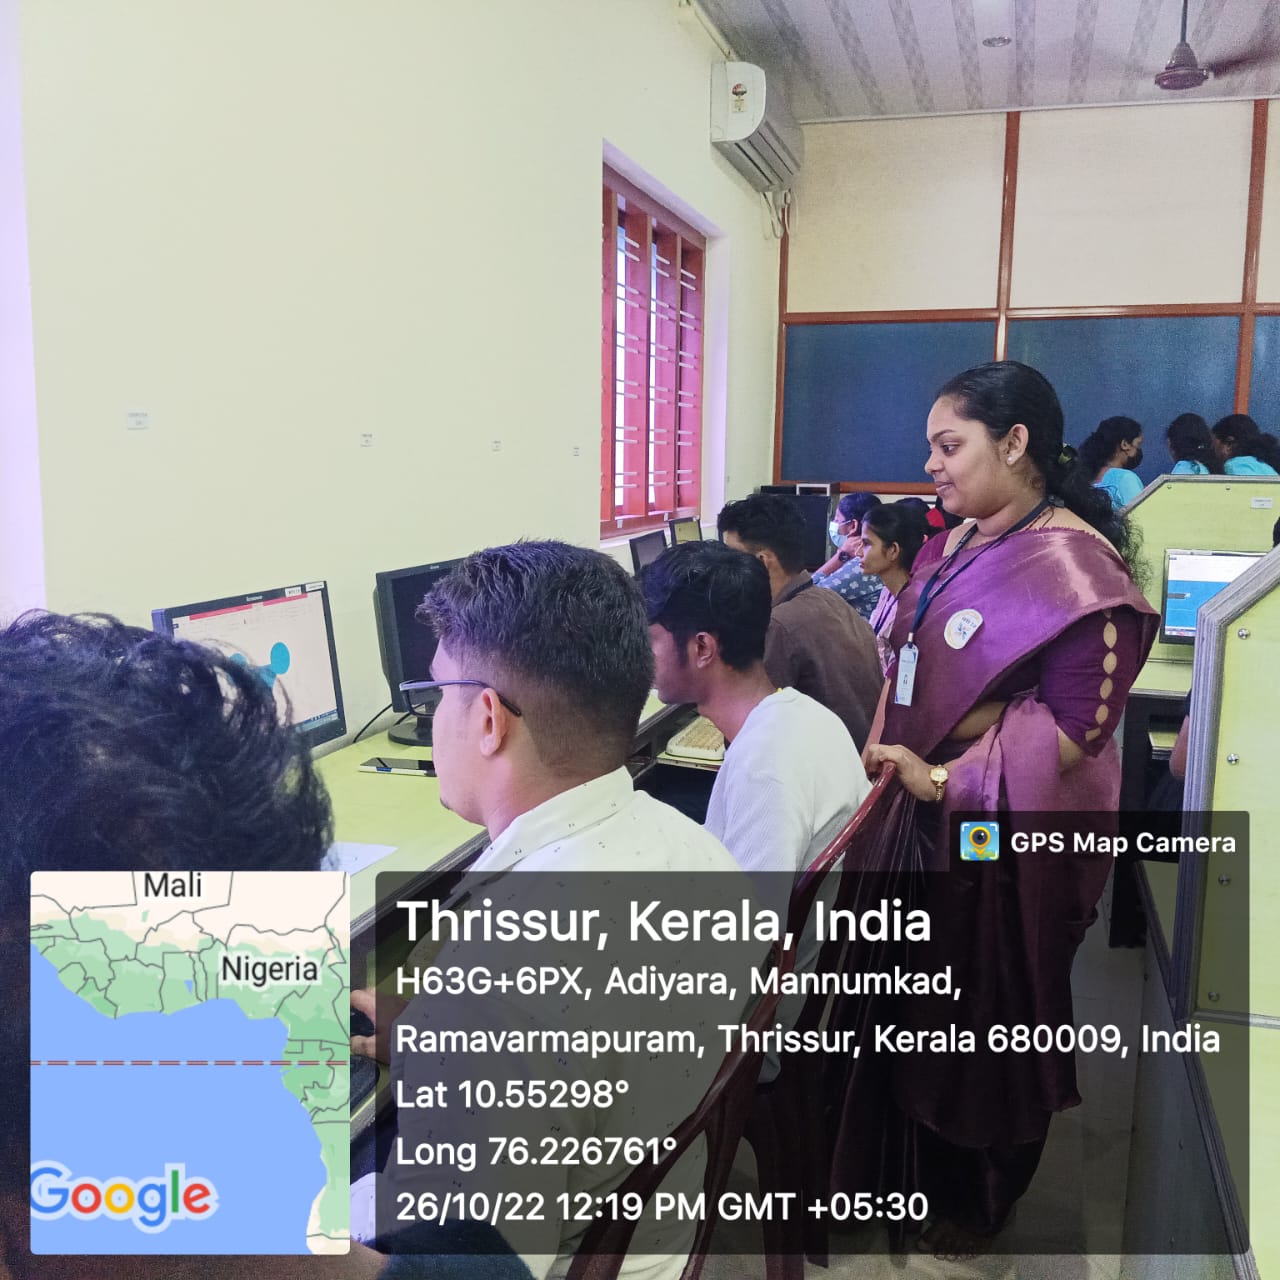 lenovo
GPS Map Camera
Mali
Nigeria
Google
Thrissur, Kerala, India
H63G+6PX, Adiyara, Mannumkad,
Ramavarmapuram, Thrissur, Kerala 680009, India
Lat 10.55298°
Long 76.226761°
26/10/22 12:19 PM GMT +05:30